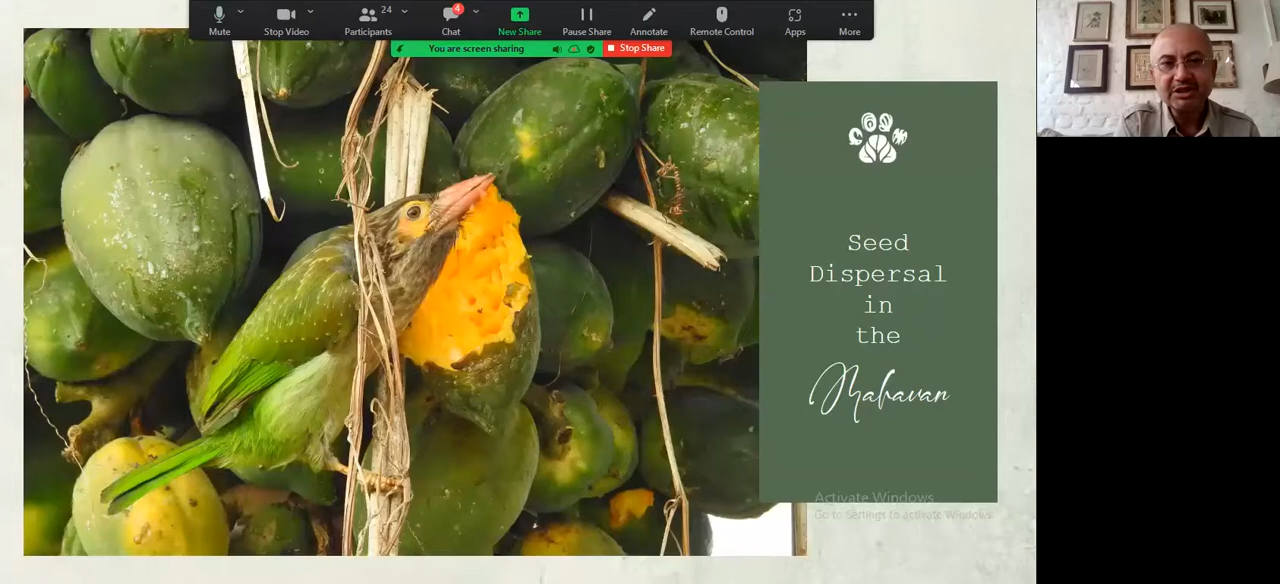 24
4
Mute
Stop Video
Participants
Chat
New Share
Pause Share
Annotate
Remote Control
Apps
More
You are screen sharing
Stop Share
Seed
Dispersal
in
the
Mahavan
Activate Windows
Go to Settings to activate Windows.